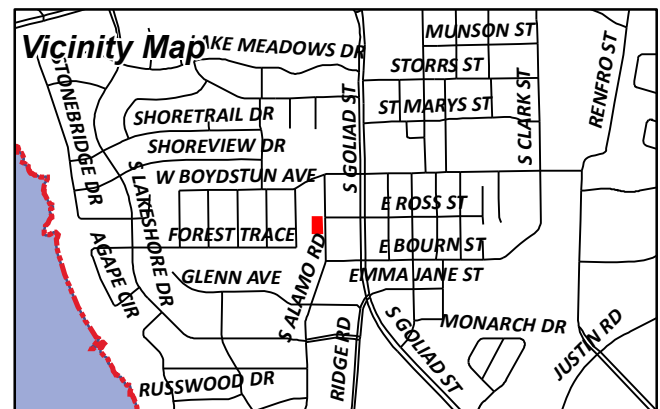 Vicinity Map
LAKE MEADOWS DR
MUNSON ST
STORRS ST
ST MARYS ST
S CLARK ST
RENFRO ST
STONEBRIDGE DR
SHORETRAIL DR
SHOREVIEW DR
S GOLIAD ST
W BOYDSTUN AVE
S LAKESHORE DR
E ROSS ST
FOREST TRACE
E BOURN ST
AGAPE CIR
GLENN AVE
S ALAMO RD
EMMA JANE ST
RIDGE RD
S GOLIAD ST
MONARCH DR
JUSTIN RD
RUSSWOOD DR